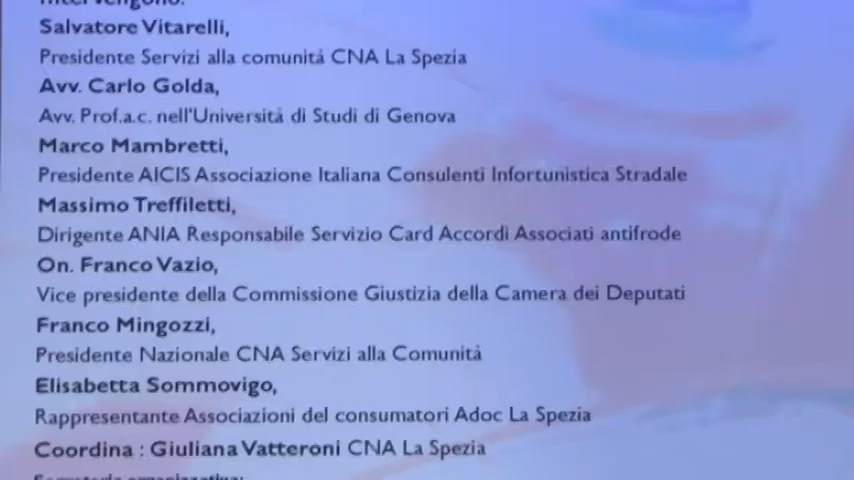 Intervengono:
Salvatore Vitarelli,
Presidente Servizi alla comunità CNA La Spezia
Avv. Carlo Golda,
Avv. Prof.a.c. nell'Università di Studi di Genova
Marco Mambretti,
Presidente AICIS Associazione Italiana Consulenti Infortunistica Stradale
Massimo Treffiletti,
Dirigente ANIA Responsabile Servizio Card Accordi Associati antifrode
On. Franco Vazio,
Vice presidente della Commissione Giustizia della Camera dei Deputati
Franco Mingozzi,
Presidente Nazionale CNA Servizi alla Comunità
Elisabetta Sommovigo,
Rappresentante Associazioni del consumatori Adoc La Spezia
Coordina : Giuliana Vatteroni CNA La Spezia